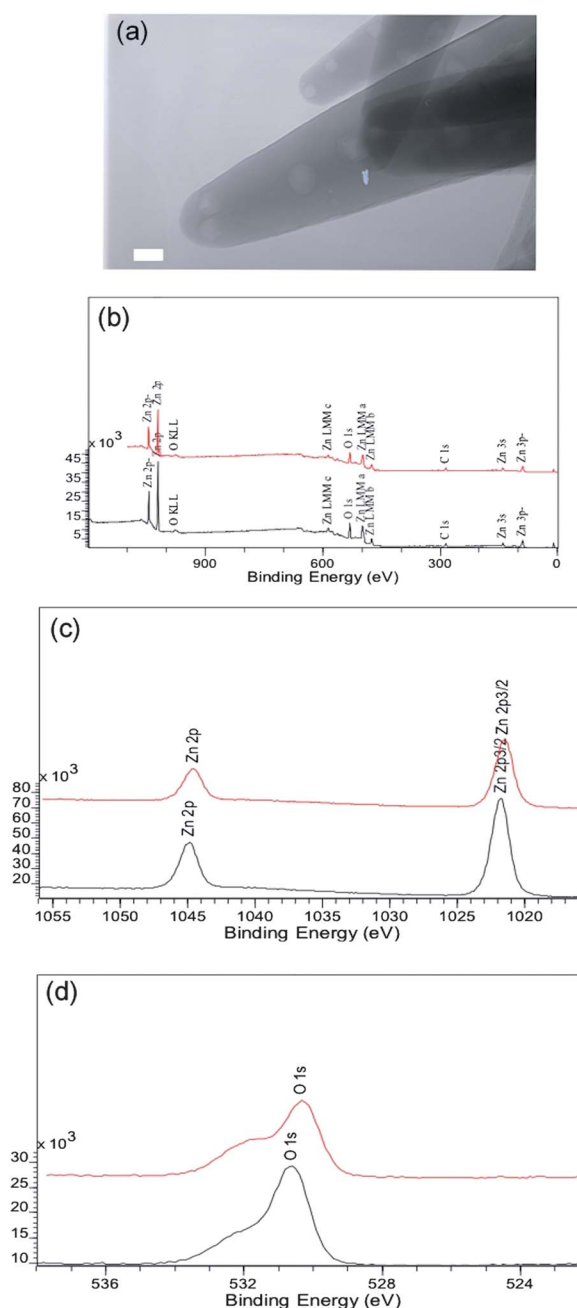 (a)
(b)
Zn 2p-
Zn 2p
O KLL
Zn LMM c
O 1s
Zn LMM a
Zn LMM b
C 1s
Zn 3s
Zn 3p-
x 10³
45
35
25
15
5
Zn 2p-
Zn 2p
O KLL
Zn LMM c
O 1s
Zn LMM a
Zn LMM b
C 1s
Zn 3s
Zn 3p-
900 600 300 0
Binding Energy (eV)
(c)
Zn 2p
Zn 2p3/2
x 10³
80
70
60
50
40
30
20
Zn 2p
Zn 2p3/2
1055 1050 1045 1040 1035 1030 1025 1020
Binding Energy (eV)
(d)
O 1s
x 10³
30
25
20
15
10
O 1s
536 532 528 524
Binding Energy (eV)